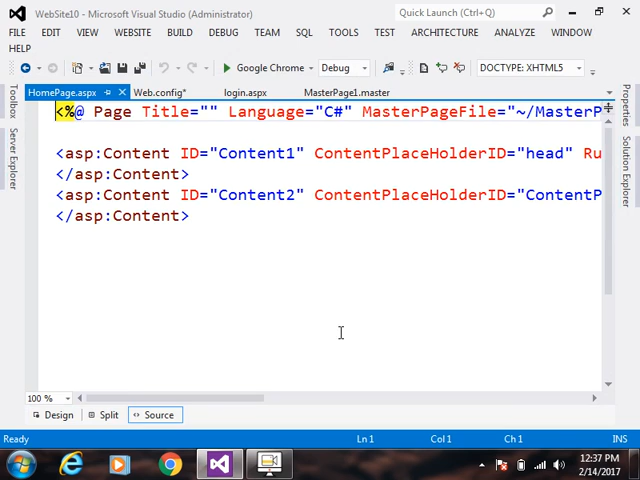 WebSite10 - Microsoft Visual Studio (Administrator)
Quick Launch (Ctrl+Q)
FILE EDIT VIEW WEBSITE BUILD DEBUG TEAM SQL TOOLS TEST ARCHITECTURE ANALYZE WINDOW
HELP
Google Chrome Debug DOCTYPE: XHTML5
HomePage.aspx Web.config* login.aspx MasterPage1.master
Toolbox
Server Explorer
Properties
Solution Explorer
<%@ Page Title="" Language="C#" MasterPageFile="~/MasterP
<asp:Content ID="Content1" ContentPlaceHolderID="head" Ru
</asp:Content>
<asp:Content ID="Content2" ContentPlaceHolderID="ContentP
</asp:Content>
100 %
Design Split Source
Ready Ln 1 Col 1 Ch 1 INS
12:37 PM
2/14/2017